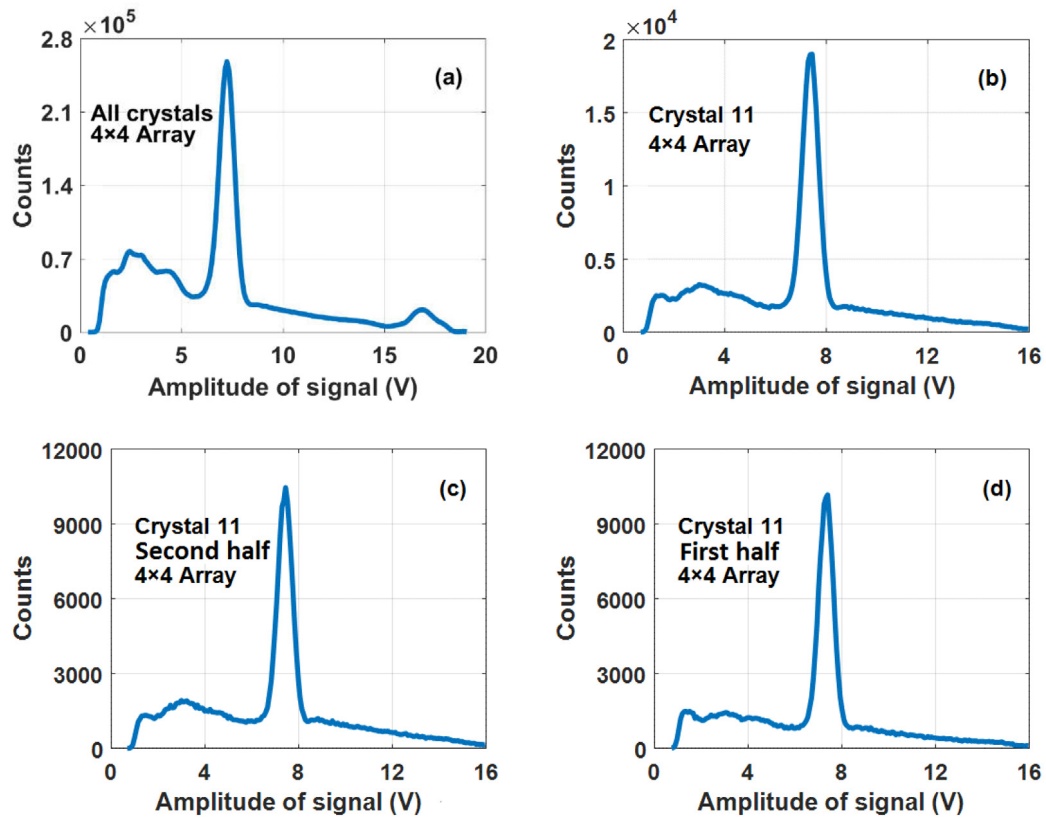 ×10⁵
2.8
2.1
1.4
0.7
0
0 5 10 15 20
Counts
Amplitude of signal (V)
All crystals
4×4 Array
(a)
×10⁴
2
1.5
1
0.5
0
0 4 8 12 16
Counts
Amplitude of signal (V)
Crystal 11
4×4 Array
(b)
12000
9000
6000
3000
0
0 4 8 12 16
Counts
Amplitude of signal (V)
Crystal 11
Second half
4×4 Array
(c)
12000
9000
6000
3000
0
0 4 8 12 16
Counts
Amplitude of signal (V)
Crystal 11
First half
4×4 Array
(d)